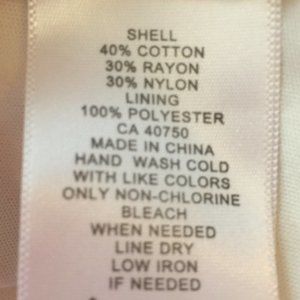 SHELL
40% COTTON
30% RAYON
30% NYLON
LINING
100% POLYESTER
CA 40750
MADE IN CHINA
HAND WASH COLD
WITH LIKE COLORS
ONLY NON-CHLORINE
BLEACH
WHEN NEEDED
LINE DRY
LOW IRON
IF NEEDED